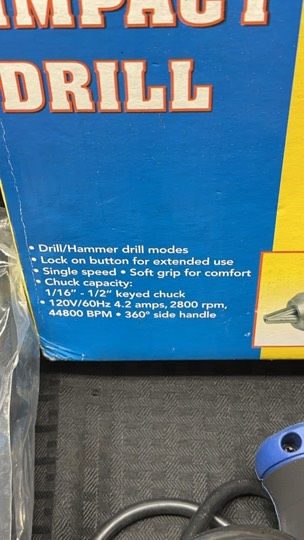 IMPACT
DRILL
• Drill/Hammer drill modes
• Lock on button for extended use
• Single speed • Soft grip for comfort
• Chuck capacity:
1/16" - 1/2" keyed chuck
• 120V/60Hz 4.2 amps, 2800 rpm,
44800 BPM • 360° side handle